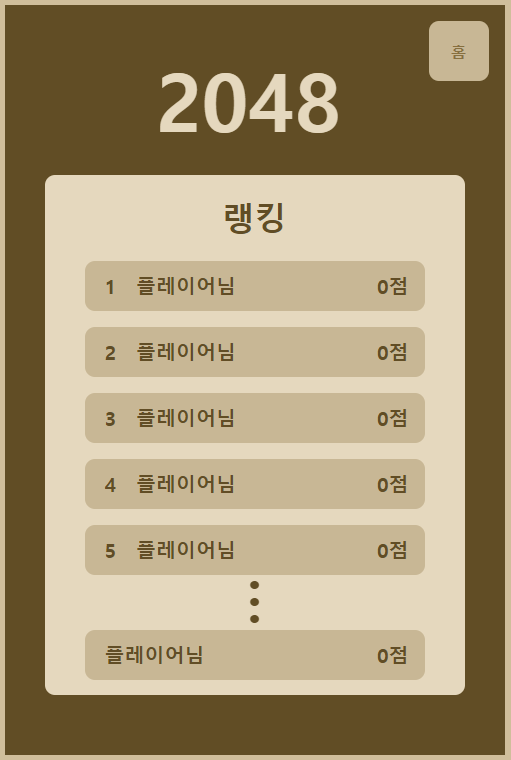 홈
2048
랭킹
1 플레이어님 0점
2 플레이어님 0점
3 플레이어님 0점
4 플레이어님 0점
5 플레이어님 0점
플레이어님 0점